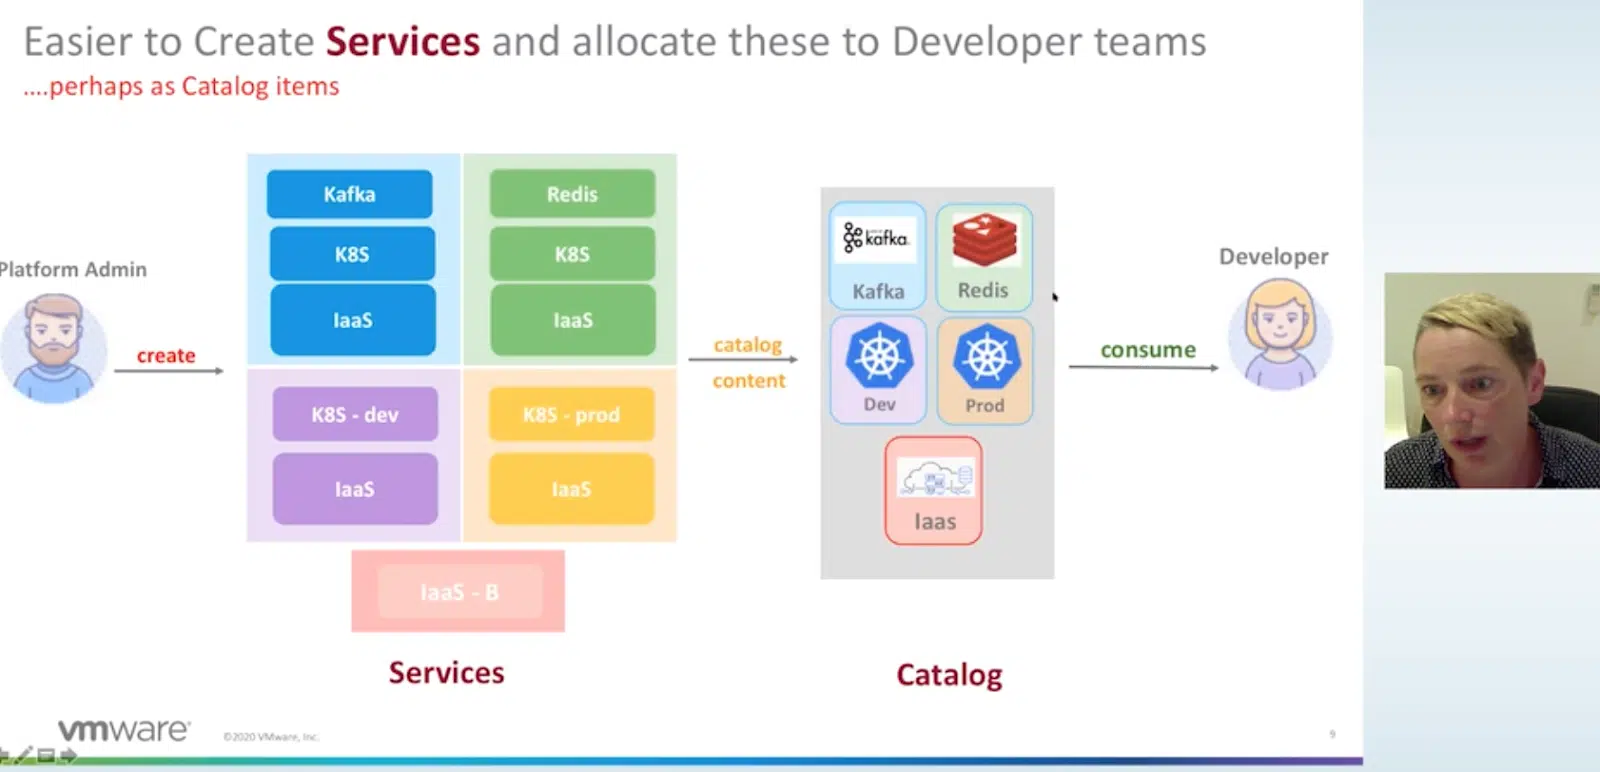 Easier to Create Services and allocate these to Developer teams
....perhaps as Catalog items
Platform Admin
create
Kafka
K8S
IaaS
Redis
K8S
IaaS
K8S - dev
IaaS
K8S - prod
IaaS
IaaS - B
Services
catalog
content
kafka.
Kafka
Redis
Dev
Prod
Iaas
Catalog
consume
Developer
vmware®
©2020 VMware, Inc.
9